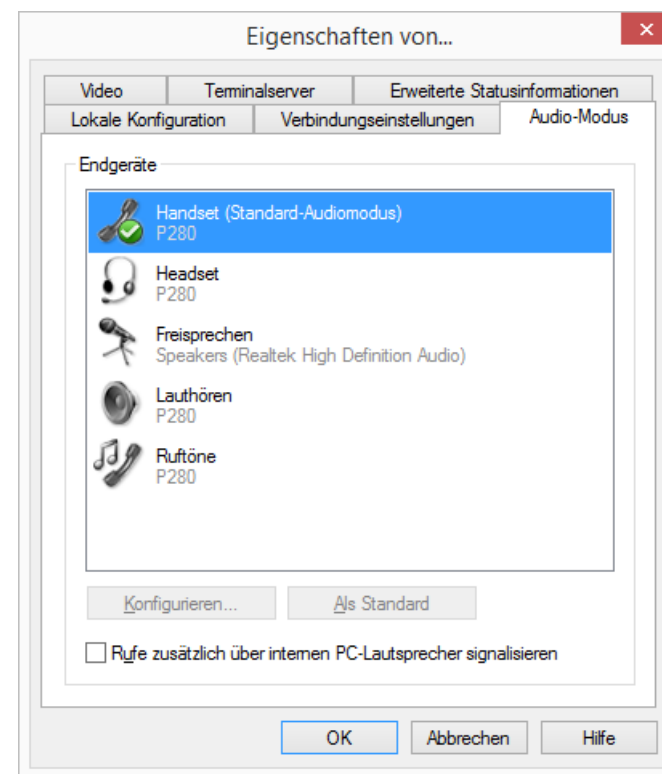 Eigenschaften von...
Video Terminalserver Erweiterte Statusinformationen
Lokale Konfiguration Verbindungseinstellungen Audio-Modus
Endgeräte
Handset (Standard-Audiomodus)
P280
Headset
P280
Freisprechen
Speakers (Realtek High Definition Audio)
Lauthören
P280
Ruftöne
P280
Konfigurieren... Als Standard
Rufe zusätzlich über internen PC-Lautsprecher signalisieren
OK Abbrechen Hilfe